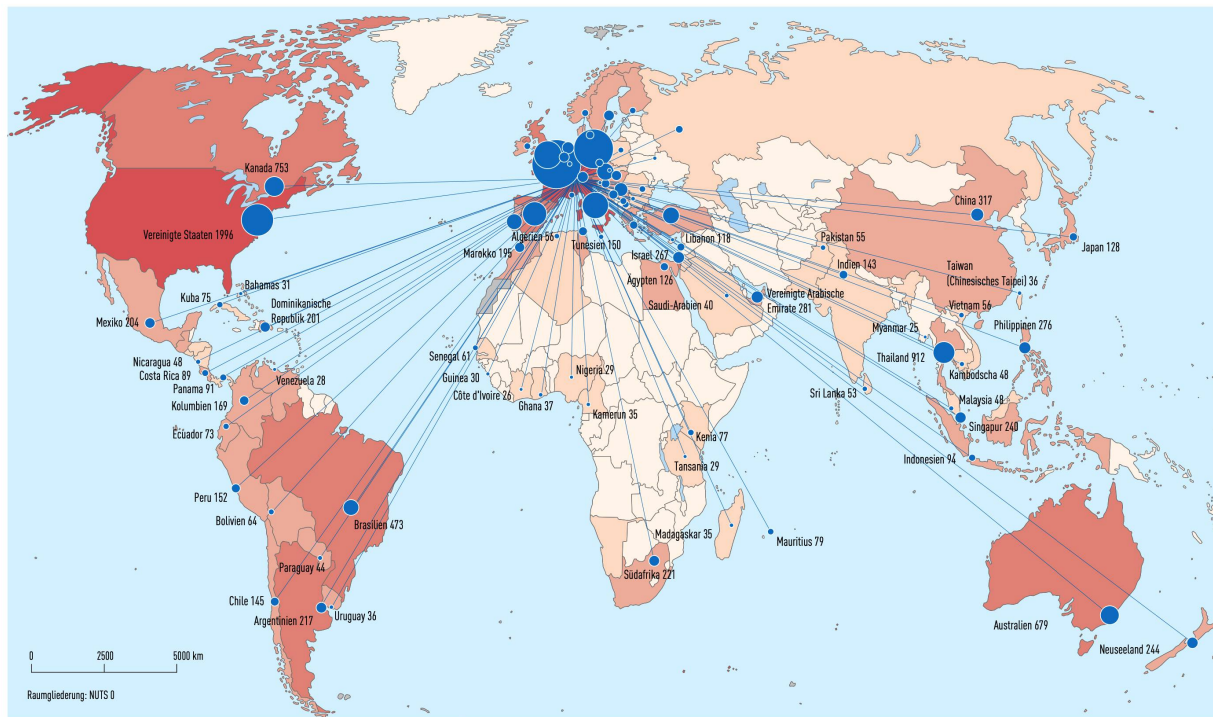 Kanada 753
Vereinigte Staaten 1996
Bahamas 31
Kuba 75
Dominikanische
Republik 201
Mexiko 204
Nicaragua 48
Costa Rica 89
Panama 91
Venezuela 28
Kolumbien 169
Ecuador 73
Peru 152
Bolivien 64
Brasilien 473
Paraguay 44
Chile 145
Argentinien 217
Uruguay 36
Algerien 56
Marokko 195
Tunesien 150
Libanon 118
Israel 267
Ägypten 126
Saudi-Arabien 40
Vereinigte Arabische
Emirate 281
Senegal 61
Guinea 30
Côte d'Ivoire 26
Ghana 37
Nigeria 29
Kamerun 35
Kenia 77
Tansania 29
Madagaskar 35
Mauritius 79
Südafrika 221
China 317
Japan 128
Pakistan 55
Indien 143
Taiwan
(Chinesisches Taipei) 36
Vietnam 56
Philippinen 276
Myanmar 25
Thailand 912
Kambodscha 48
Sri Lanka 53
Malaysia 48
Singapur 240
Indonesien 94
Australien 679
Neuseeland 244
0 2500 5000 km
Raumgliederung: NUTS 0